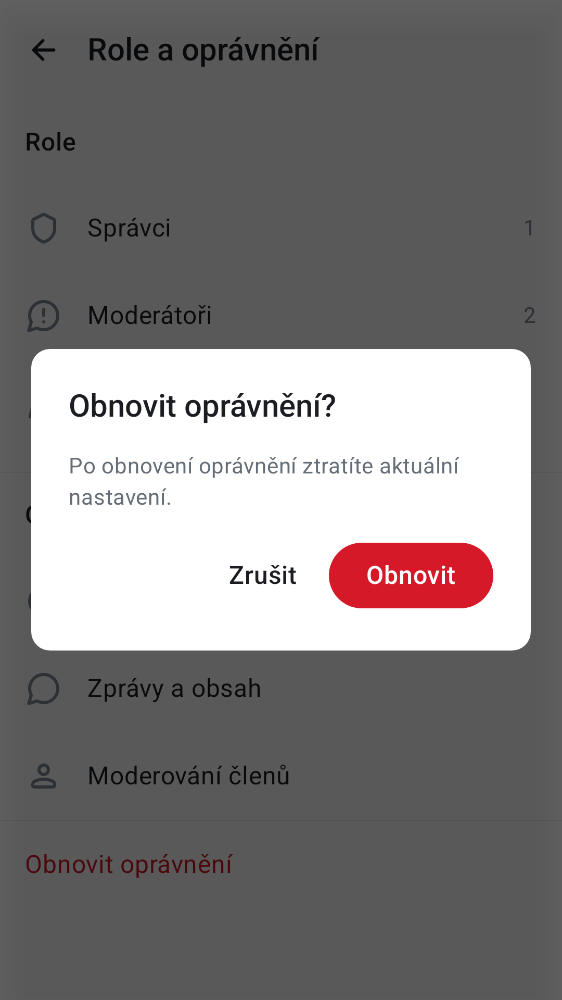 Role a oprávnění
Role
Správci 1
Moderátoři 2
Obnovit oprávnění?
Po obnovení oprávnění ztratíte aktuální
nastavení.
Zrušit Obnovit
Zprávy a obsah
Moderování členů
Obnovit oprávnění